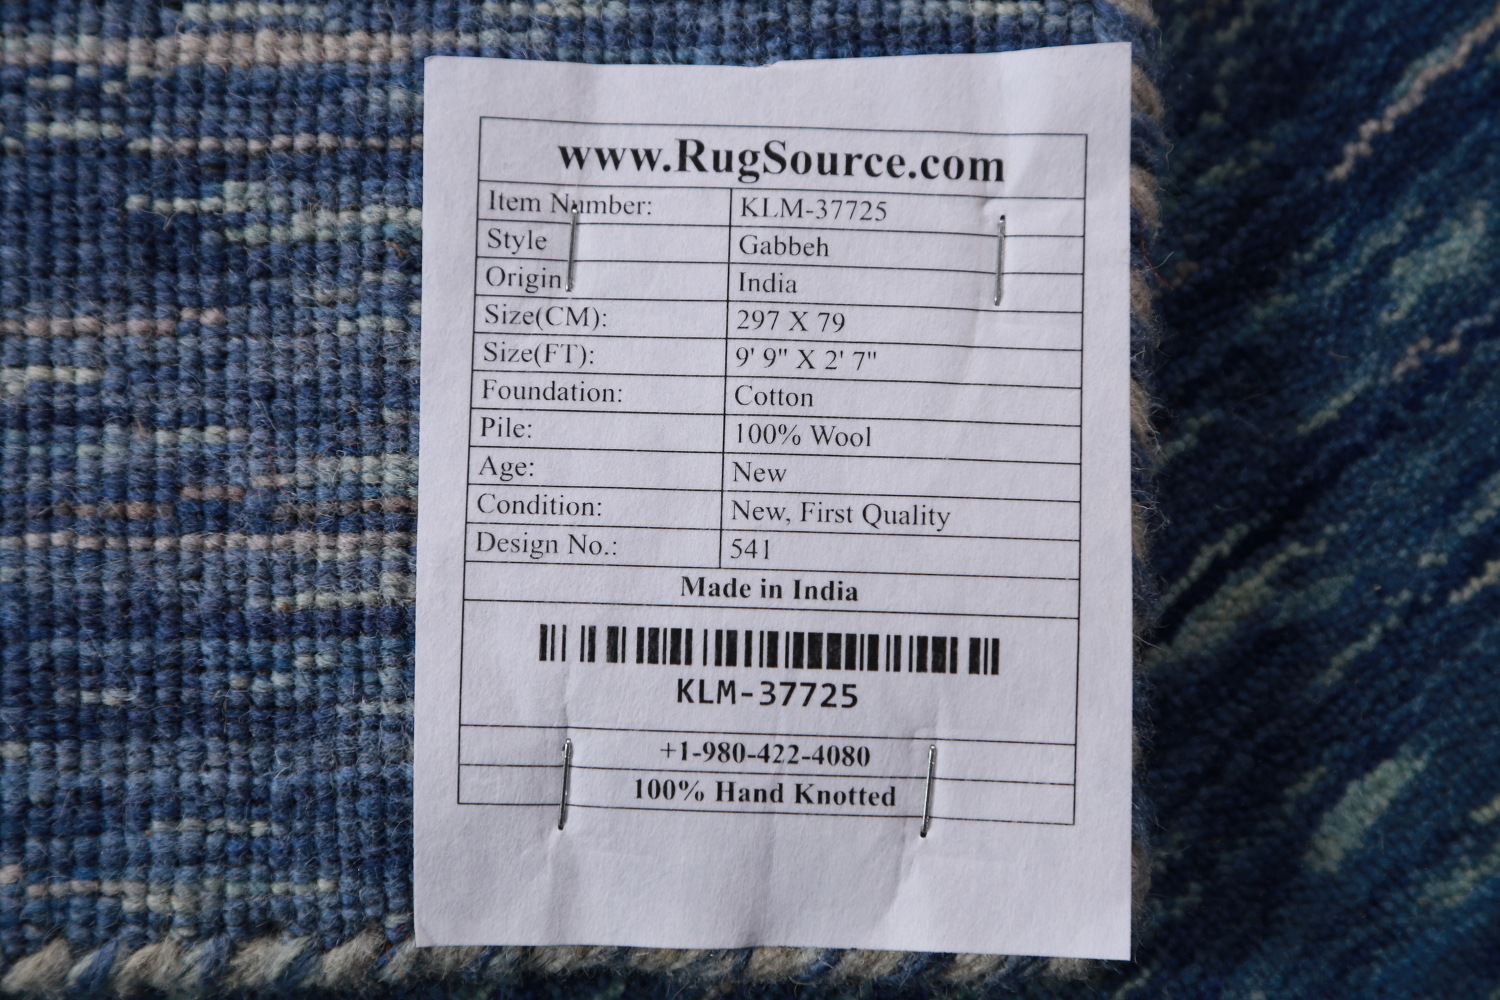 www.RugSource.com
Item Number: KLM-37725
Style Gabbeh
Origin India
Size(CM): 297 X 79
Size(FT): 9' 9" X 2' 7"
Foundation: Cotton
Pile: 100% Wool
Age: New
Condition: New, First Quality
Design No.: 541
Made in India
KLM-37725
+1-980-422-4080
100% Hand Knotted